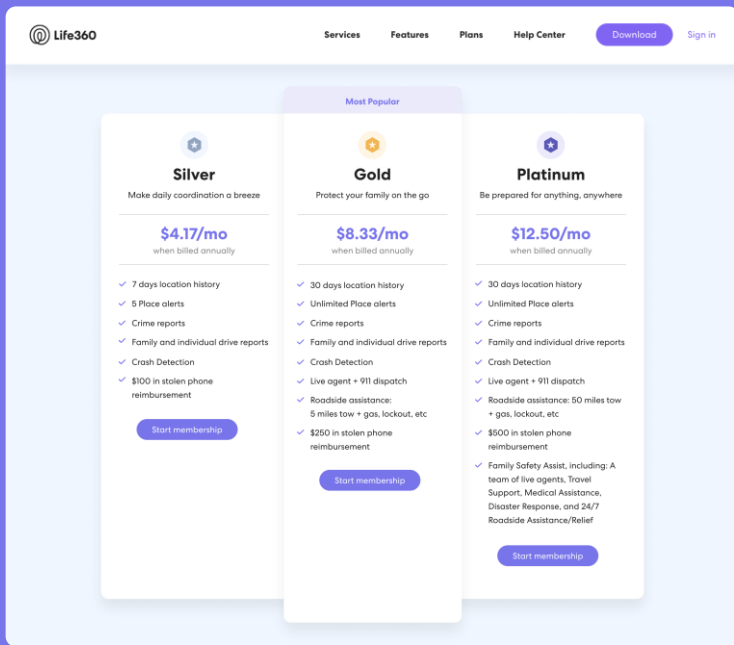 Life360
Services
Features
Plans
Help Center
Download
Sign in
Most Popular
Silver
Make daily coordination a breeze
$4.17/mo
when billed annually
7 days location history
5 Place alerts
Crime reports
Family and individual drive reports
Crash Detection
$100 in stolen phone
reimbursement
Start membership
Gold
Protect your family on the go
$8.33/mo
when billed annually
30 days location history
Unlimited Place alerts
Crime reports
Family and individual drive reports
Crash Detection
Live agent + 911 dispatch
Roadside assistance:
5 miles tow + gas, lockout, etc
$250 in stolen phone
reimbursement
Start membership
Platinum
Be prepared for anything, anywhere
$12.50/mo
when billed annually
30 days location history
Unlimited Place alerts
Crime reports
Family and individual drive reports
Crash Detection
Live agent + 911 dispatch
Roadside assistance: 50 miles tow
+ gas, lockout, etc
$500 in stolen phone
reimbursement
Family Safety Assist, including: A
team of live agents, Travel
Support, Medical Assistance,
Disaster Response, and 24/7
Roadside Assistance/Relief
Start membership